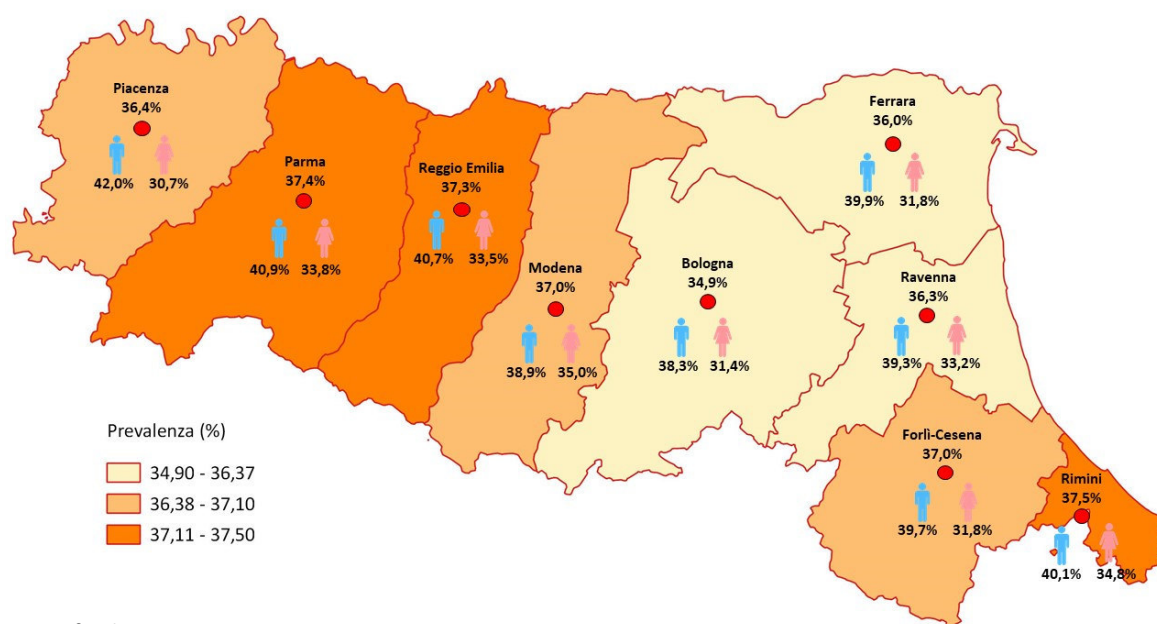 Piacenza
36,4%
42,0% 30,7%
Parma
37,4%
40,9% 33,8%
Reggio Emilia
37,3%
40,7% 33,5%
Modena
37,0%
38,9% 35,0%
Bologna
34,9%
38,3% 31,4%
Ferrara
36,0%
39,9% 31,8%
Ravenna
36,3%
39,3% 33,2%
Forlì-Cesena
37,0%
39,7% 31,8%
Rimini
37,5%
40,1% 34,8%
Prevalenza (%)
34,90 - 36,37
36,38 - 37,10
37,11 - 37,50